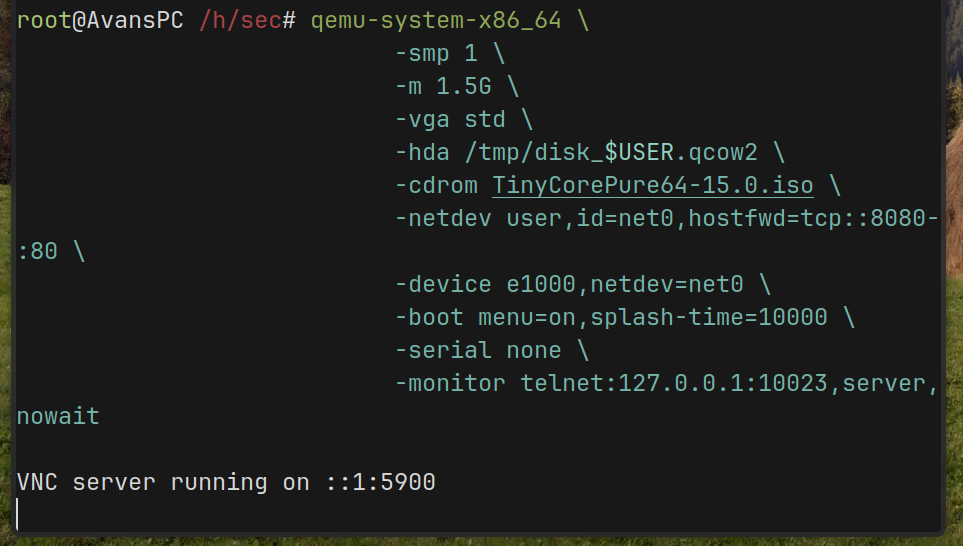 root@AvansPC /h/sec# qemu-system-x86_64 \
-smp 1 \
-m 1.5G \
-vga std \
-hda /tmp/disk_$USER.qcow2 \
-cdrom TinyCorePure64-15.0.iso \
-netdev user,id=net0,hostfwd=tcp::8080-
:80 \
-device e1000,netdev=net0 \
-boot menu=on,splash-time=10000 \
-serial none \
-monitor telnet:127.0.0.1:10023,server,
nowait
VNC server running on ::1:5900